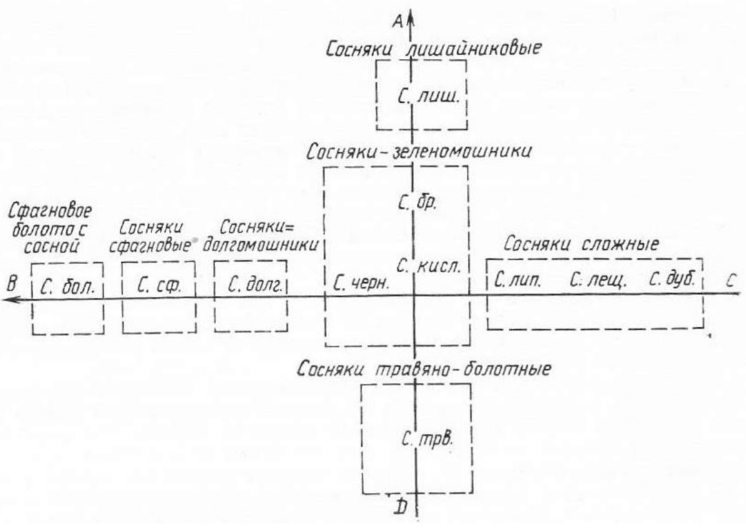 А
Сосняки лишайниковые
С. лиш.
Сосняки-зеленомошники
С. бр.
С. кисл.
С. черн.
Сфагновое
болото с
сосной
Сосняки
сфагновые
Сосняки=
долгомошники
Сосняки сложные
В
С. бол.
С. сф.
С. долг.
С. лип.
С. лещ.
С. дуб.
С
Сосняки травяно-болотные
С. трв.
D